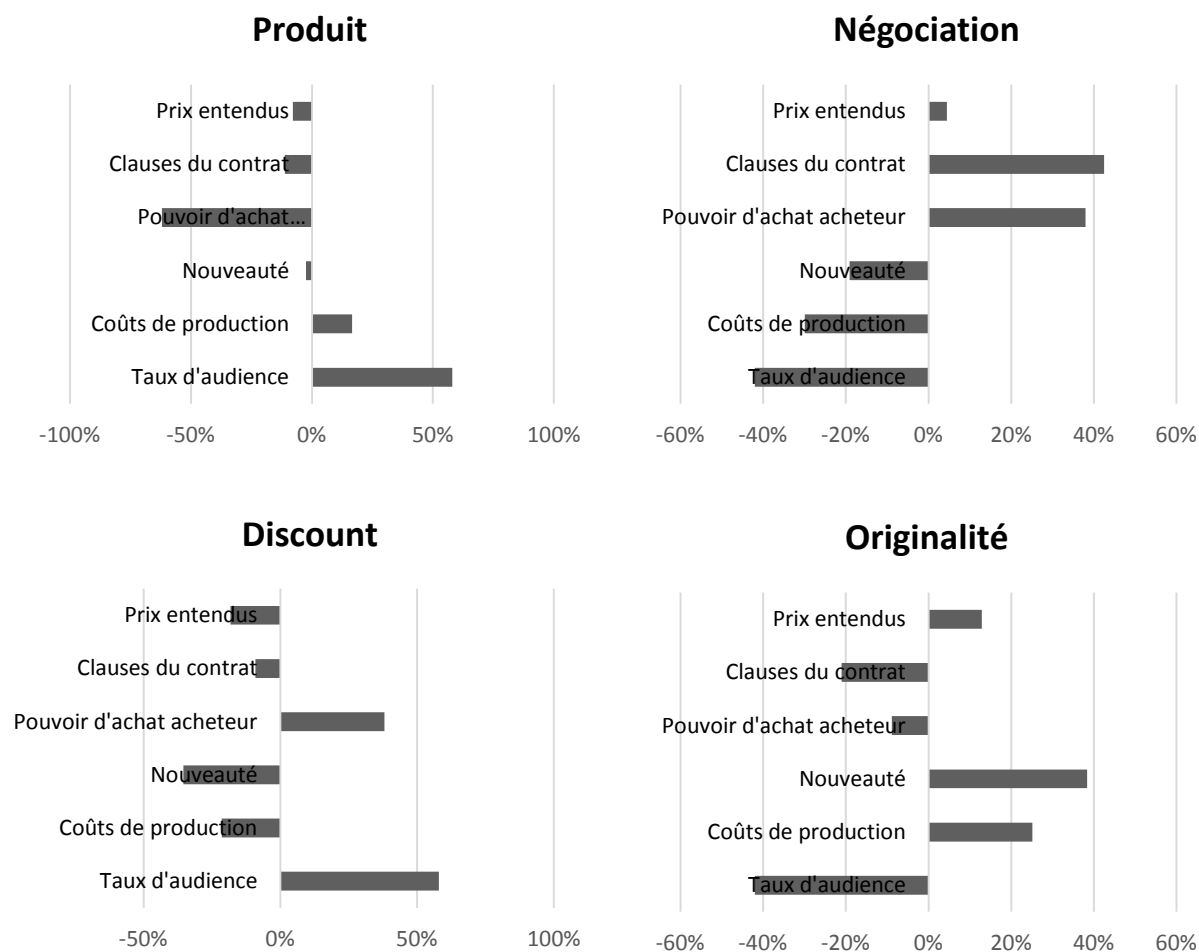 Produit
Prix entendus
Clauses du contrat
Pouvoir d'achat...
Nouveauté
Coûts de production
Taux d'audience
-100% -50% 0% 50% 100%
Négociation
Prix entendus
Clauses du contrat
Pouvoir d'achat acheteur
Nouveauté
Coûts de production
Taux d'audience
-60% -40% -20% 0% 20% 40% 60%
Discount
Prix entendus
Clauses du contrat
Pouvoir d'achat acheteur
Nouveauté
Coûts de production
Taux d'audience
-50% 0% 50% 100%
Originalité
Prix entendus
Clauses du contrat
Pouvoir d'achat acheteur
Nouveauté
Coûts de production
Taux d'audience
-60% -40% -20% 0% 20% 40% 60%